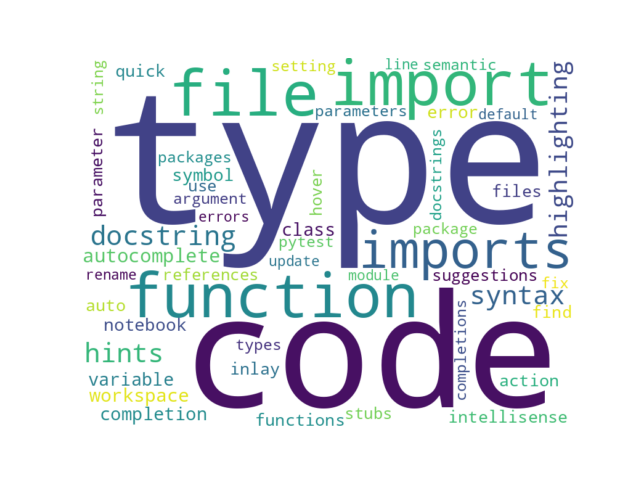 type
code
file
import
imports
function
quick
string
setting
line
semantic
parameters
error
default
highlighting
parameter
packages
symbol
use
argument
errors
hover
docstrings
files
docstring
class
package
pytest
autocomplete
update
rename
references
module
suggestions
fix
auto
syntax
find
notebook
hints
types
inlay
completions
variable
action
workspace
completion
functions
stubs
intellisense